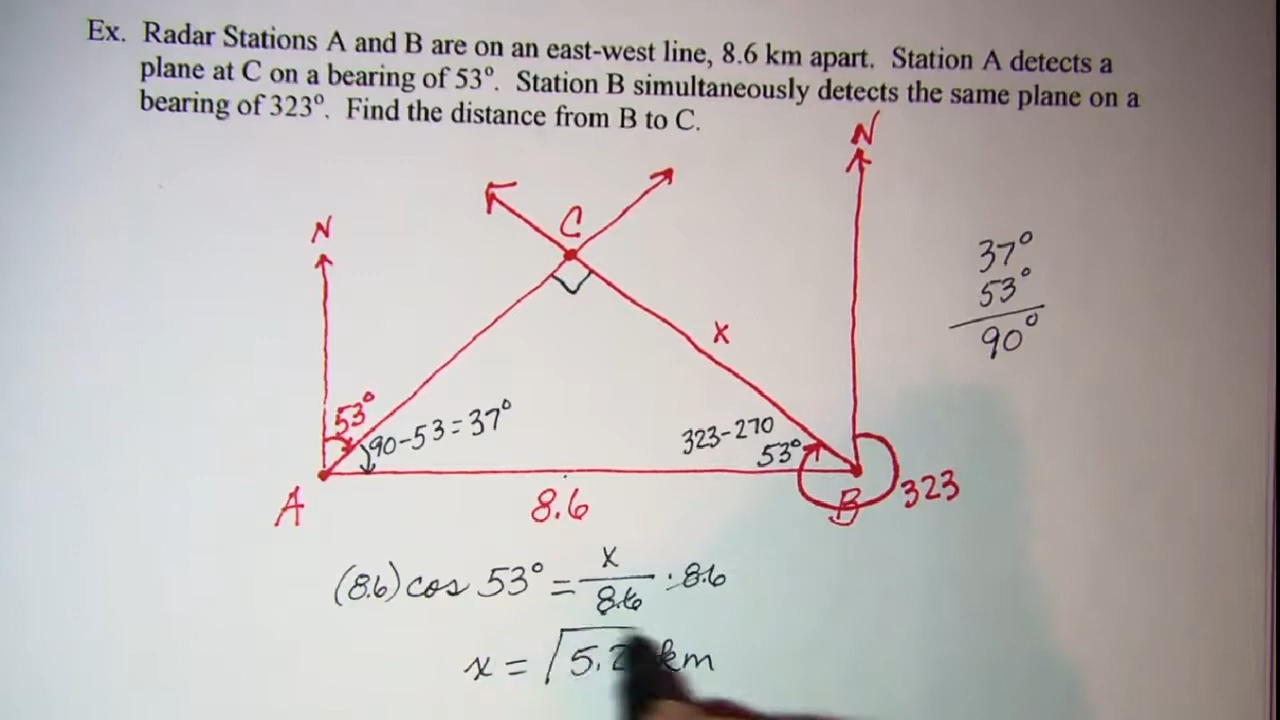 Ex. Radar Stations A and B are on an east-west line, 8.6 km apart. Station A detects a
plane at C on a bearing of 53°. Station B simultaneously detects the same plane on a
bearing of 323°. Find the distance from B to C.
N
N
C
37°
53°
90°
x
53°
90-53=37°
323-270
53°
A
8.6
B
323
(8.6) cos 53° = x/8.6 · 8.6
x = 5.2 km